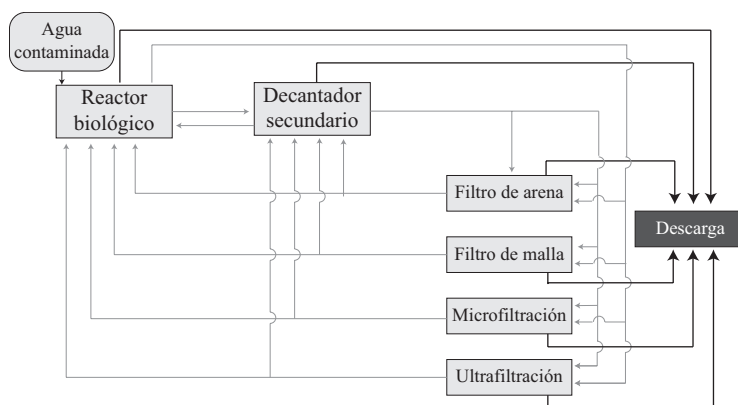 Agua
contaminada
Reactor
biológico
Decantador
secundario
Filtro de arena
Descarga
Filtro de malla
Microfiltración
Ultrafiltración